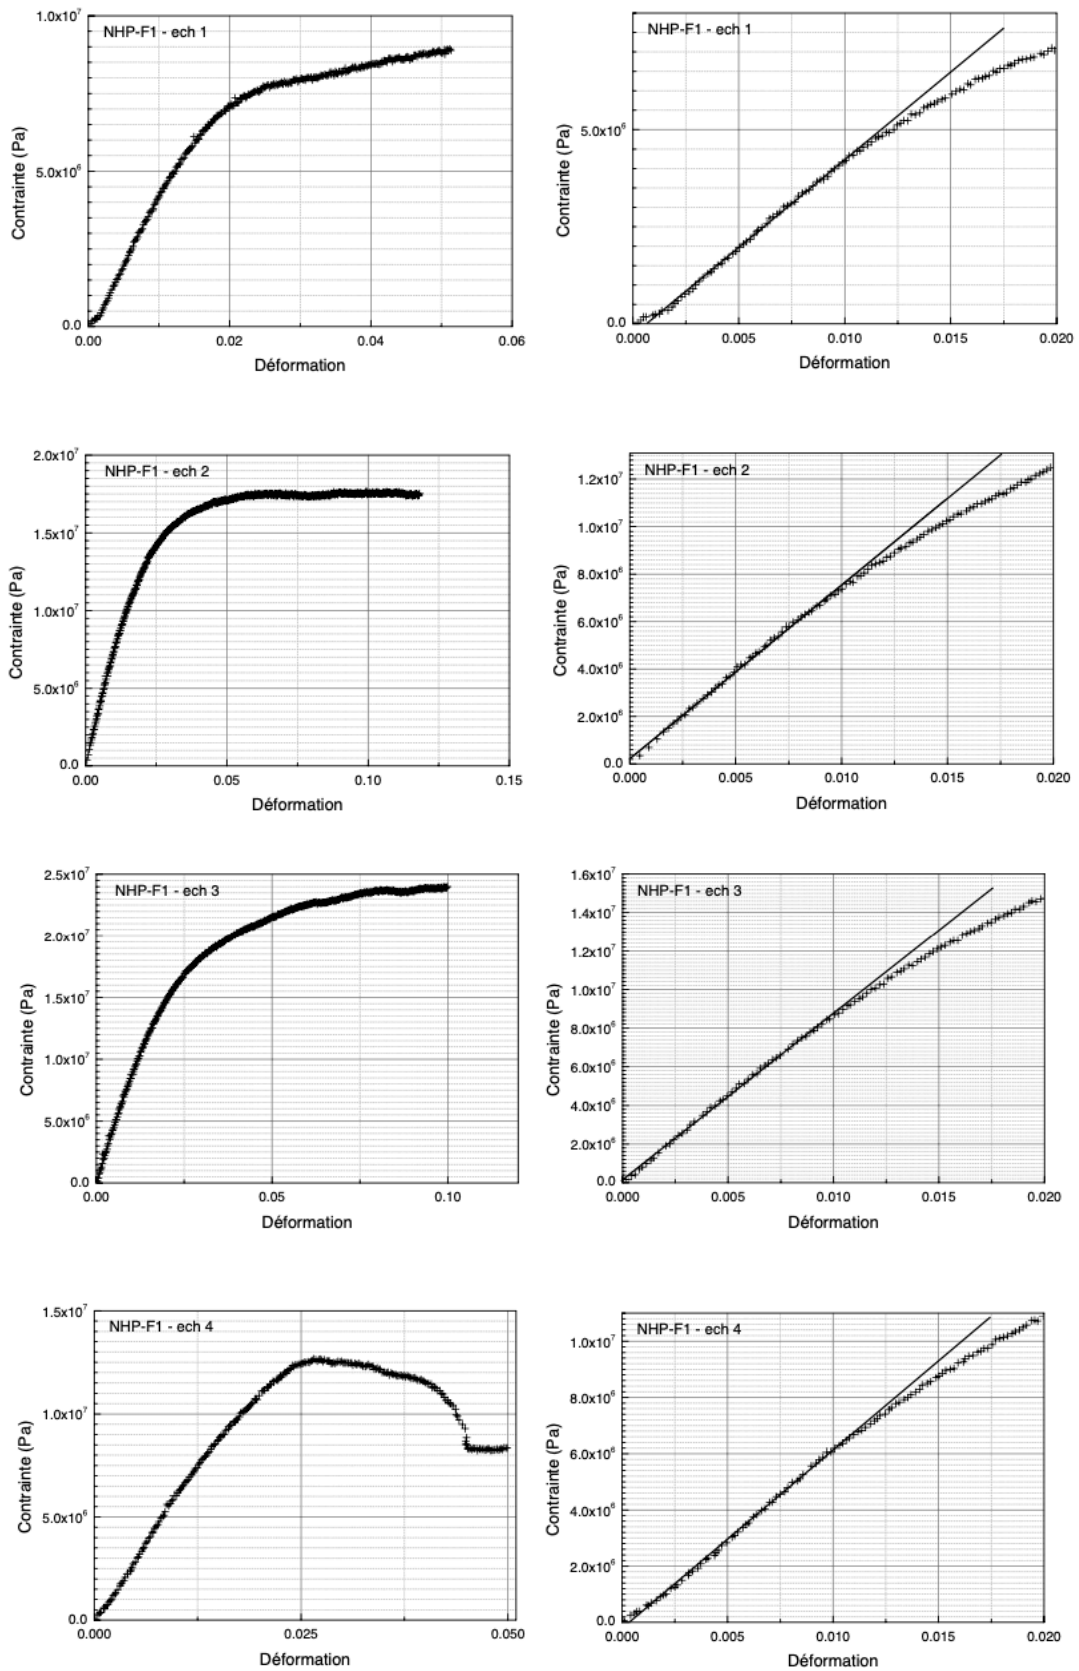 NHP-F1 - ech 1
Contrainte (Pa)
1.0x10⁷
5.0x10⁶
0.0
0.00 0.02 0.04 0.06
Déformation
NHP-F1 - ech 1
Contrainte (Pa)
5.0x10⁶
0.0
0.000 0.005 0.010 0.015 0.020
Déformation
NHP-F1 - ech 2
Contrainte (Pa)
2.0x10⁷
1.5x10⁷
1.0x10⁷
5.0x10⁶
0.0
0.00 0.05 0.10 0.15
Déformation
NHP-F1 - ech 2
Contrainte (Pa)
1.2x10⁷
1.0x10⁷
8.0x10⁶
6.0x10⁶
4.0x10⁶
2.0x10⁶
0.0
0.000 0.005 0.010 0.015 0.020
Déformation
NHP-F1 - ech 3
Contrainte (Pa)
2.5x10⁷
2.0x10⁷
1.5x10⁷
1.0x10⁷
5.0x10⁶
0.0
0.00 0.05 0.10
Déformation
NHP-F1 - ech 3
Contrainte (Pa)
1.6x10⁷
1.4x10⁷
1.2x10⁷
1.0x10⁷
8.0x10⁶
6.0x10⁶
4.0x10⁶
2.0x10⁶
0.0
0.000 0.005 0.010 0.015 0.020
Déformation
NHP-F1 - ech 4
Contrainte (Pa)
1.5x10⁷
1.0x10⁷
5.0x10⁶
0.0
0.000 0.025 0.050
Déformation
NHP-F1 - ech 4
Contrainte (Pa)
1.0x10⁷
8.0x10⁶
6.0x10⁶
4.0x10⁶
2.0x10⁶
0.0
0.000 0.005 0.010 0.015 0.020
Déformation